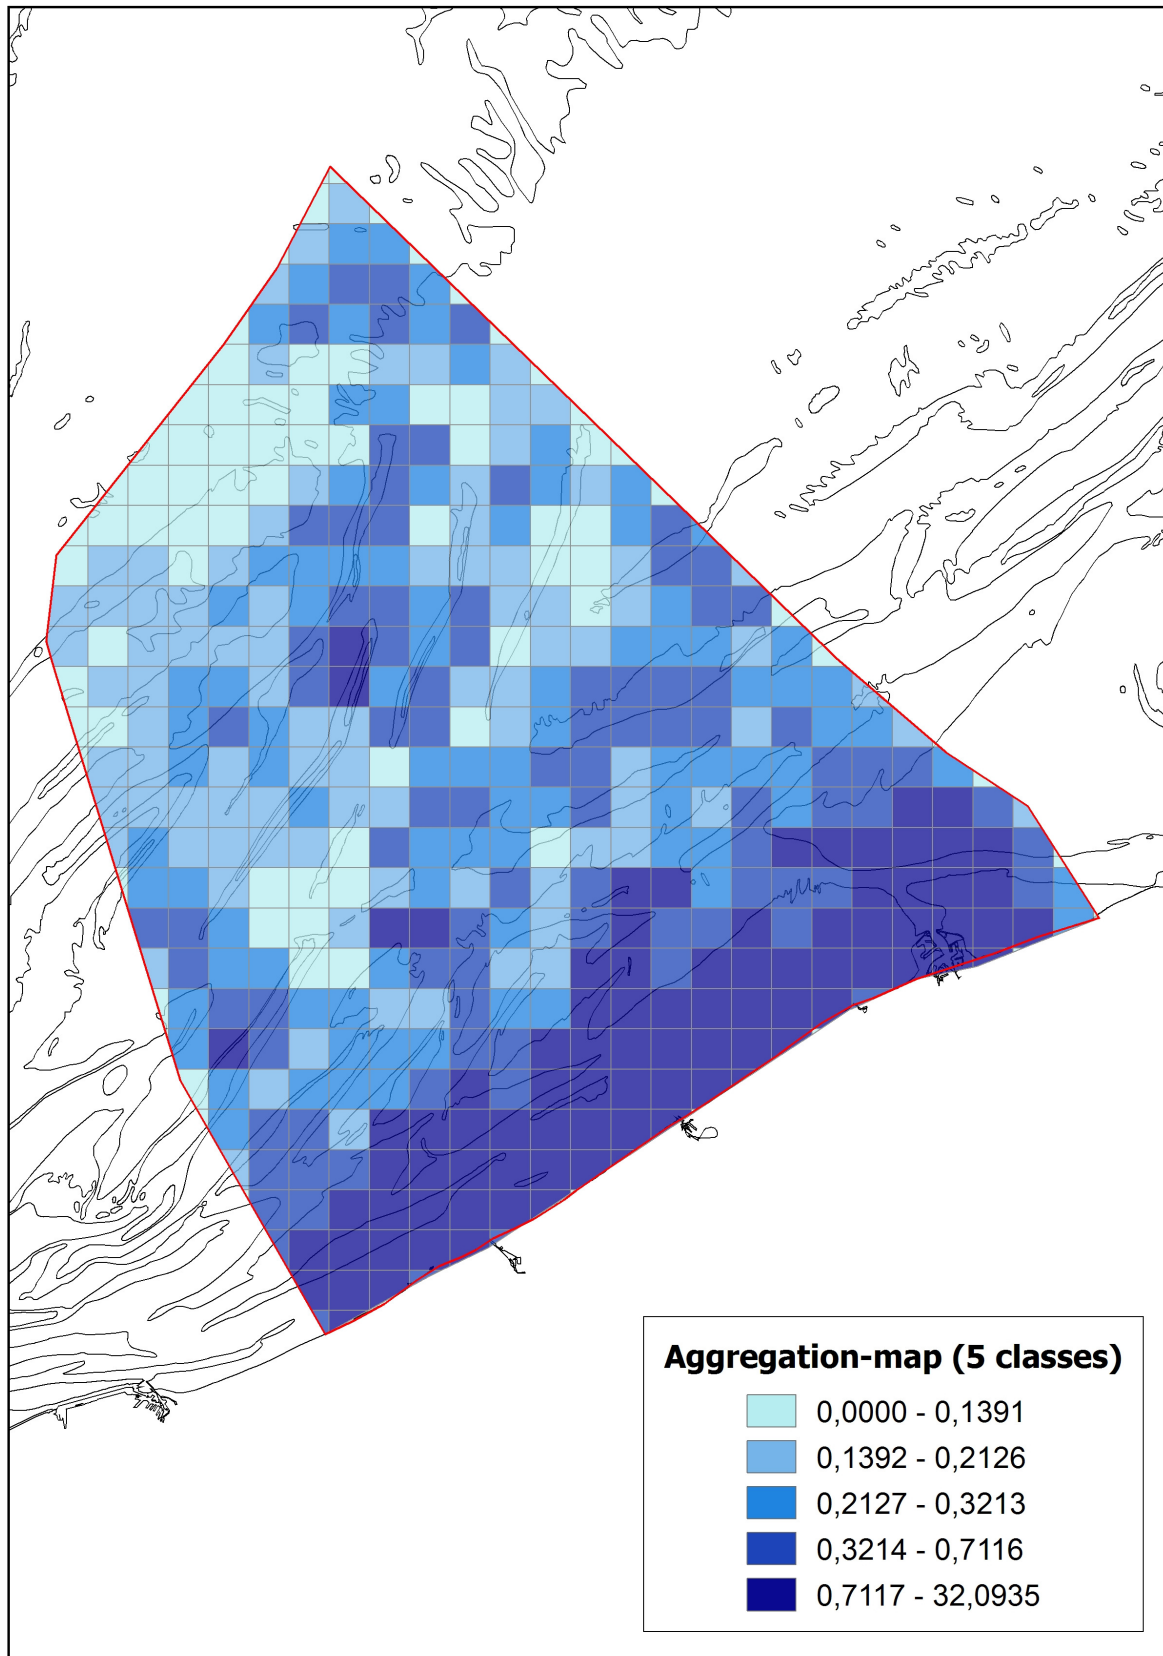 Aggregation-map (5 classes)
0,0000 - 0,1391
0,1392 - 0,2126
0,2127 - 0,3213
0,3214 - 0,7116
0,7117 - 32,0935